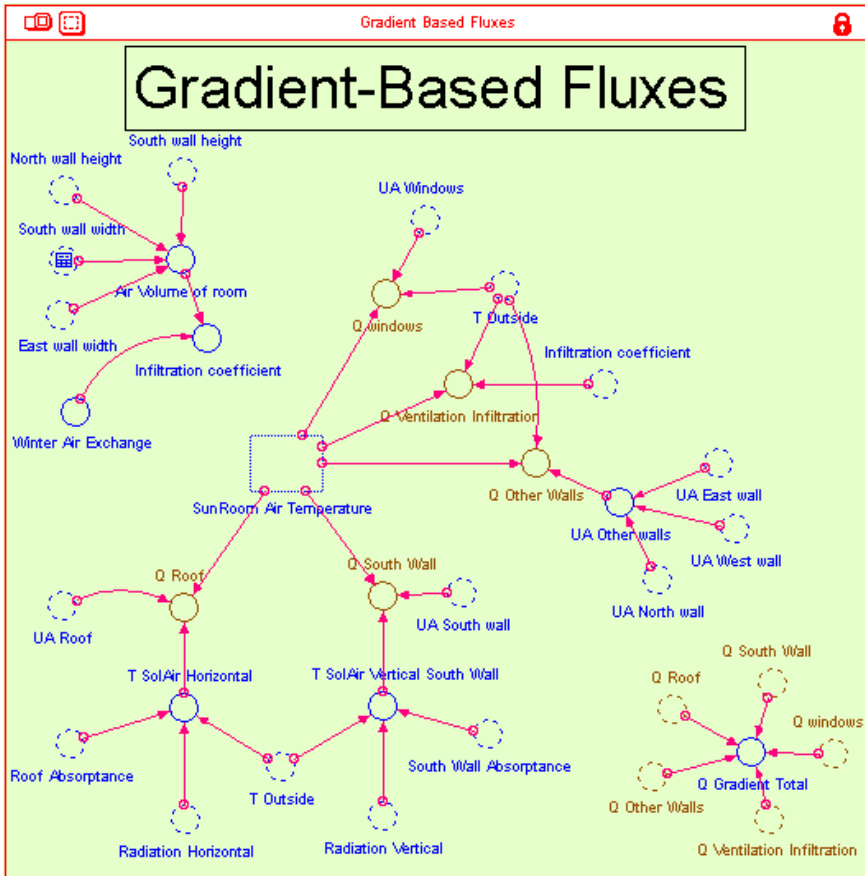 Gradient Based Fluxes
Gradient-Based Fluxes
South wall height
North wall height
UA Windows
South wall width
Air Volume of room
T Outside
Q windows
East wall width
Infiltration coefficient
Infiltration coefficient
Q Ventilation Infiltration
Winter Air Exchange
Q Other Walls
UA East wall
SunRoom Air Temperature
UA Other walls
UA West wall
Q Roof
Q South Wall
UA North wall
UA Roof
UA South wall
Q South Wall
T SolAir Horizontal
T SolAir Vertical South Wall
Q Roof
Q windows
Roof Absorptance
South Wall Absorptance
T Outside
Q Gradient Total
Q Other Walls
Radiation Horizontal
Radiation Vertical
Q Ventilation Infiltration